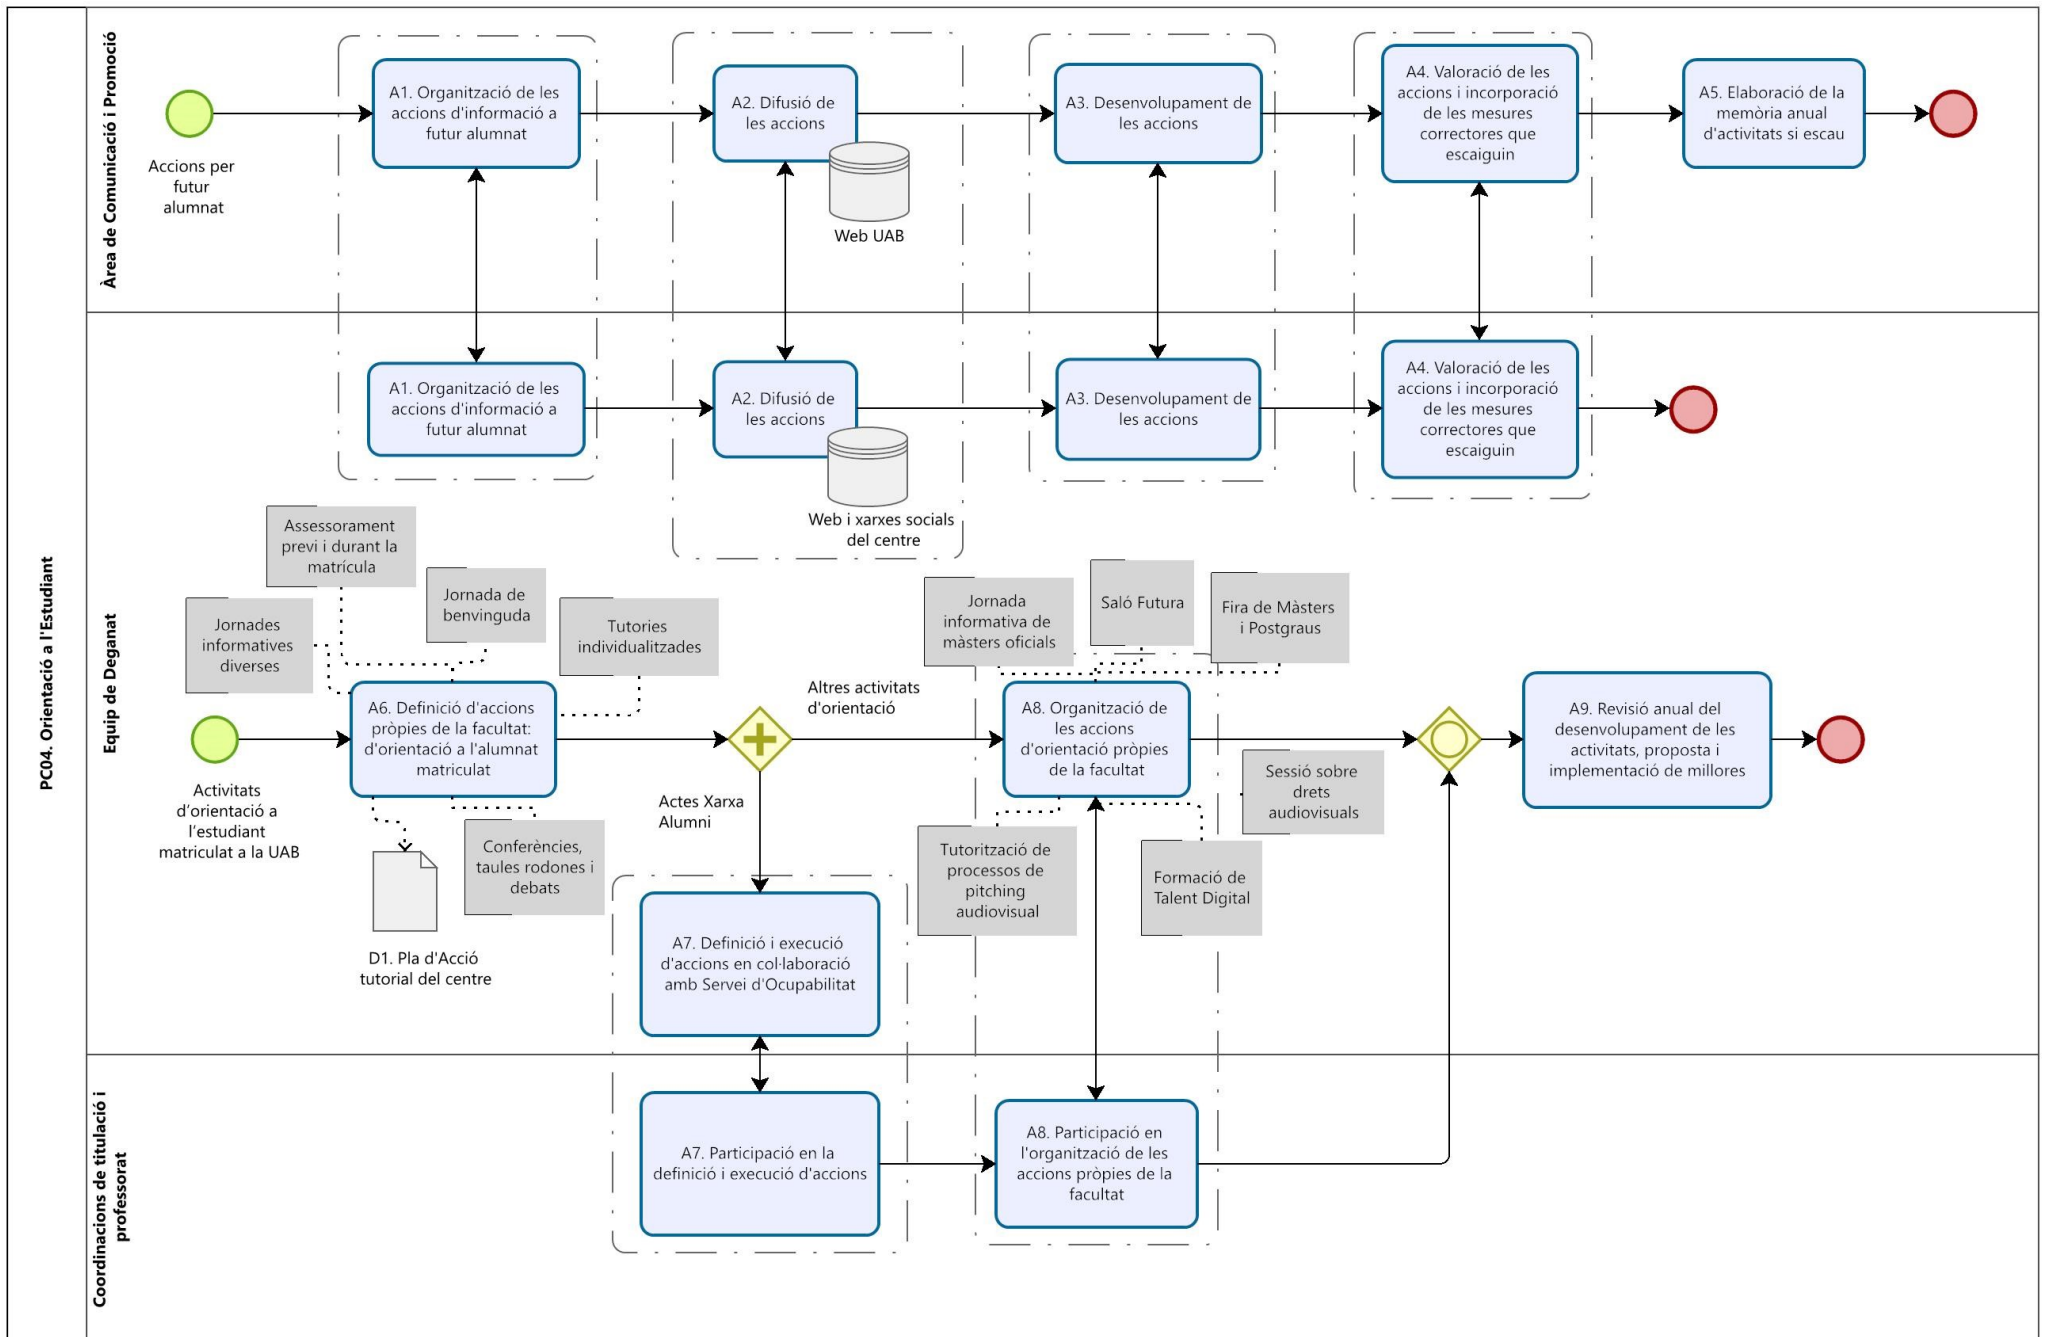 PC04. Orientació a l'Estudiant
Àrea de Comunicació i Promoció
Accions per
futur
alumnat
A1. Organització de les
accions d'informació a
futur alumnat
A2. Difusió de
les accions
Web UAB
A3. Desenvolupament de
les accions
A4. Valoració de les
accions i incorporació
de les mesures
correctores que
escaiguin
A5. Elaboració de la
memòria anual
d'activitats si escau
Equip de Deganat
A1. Organització de les
accions d'informació a
futur alumnat
A2. Difusió de
les accions
Web i xarxes socials
del centre
A3. Desenvolupament de
les accions
A4. Valoració de les
accions i incorporació
de les mesures
correctores que
escaiguin
Assessorament
previ i durant la
matrícula
Jornades
informatives
diverses
Jornada de
benvinguda
Tutories
individualitzades
Activitats
d'orientació a
l'estudiant
matriculat a la UAB
A6. Definició d'accions
pròpies de la facultat:
d'orientació a l'alumnat
matriculat
D1. Pla d'Acció
tutorial del centre
Conferències,
taules rodones i
debats
Altres activitats
d'orientació
Actes Xarxa
Alumni
Jornada
informativa de
màsters oficials
Saló Futura
Fira de Màsters
i Postgraus
A8. Organització de
les accions
d'orientació pròpies
de la facultat
Sessió sobre
drets
audiovisuals
Tutorització de
processos de
pitching
audiovisual
Formació de
Talent Digital
A9. Revisió anual del
desenvolupament de les
activitats, proposta i
implementació de millores
A7. Definició i execució
d'accions en col·laboració
amb Servei d'Ocupabilitat
Coordinacions de titulació i
professorat
A7. Participació en la
definició i execució d'accions
A8. Participació en
l'organització de les
accions pròpies de la
facultat